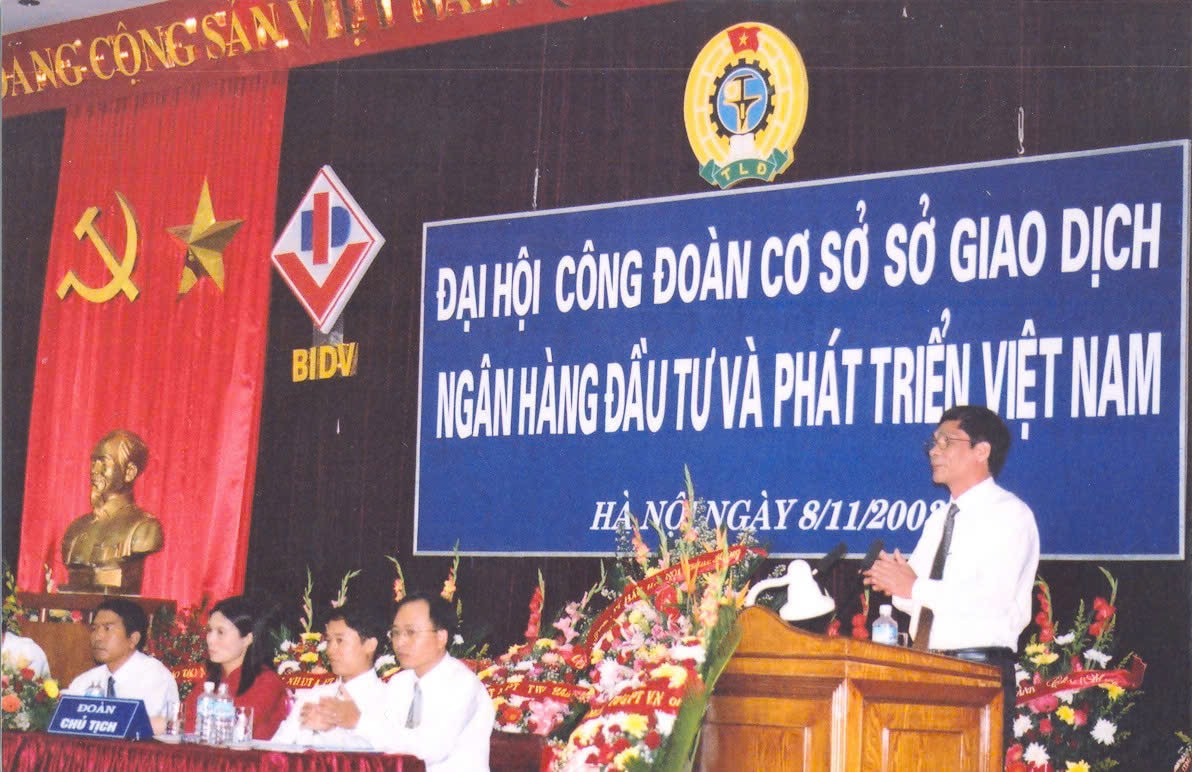 ĐẢNG CỘNG SẢN VIỆT NAM
TLĐ
BIDV
ĐẠI HỘI CÔNG ĐOÀN CƠ SỞ SỞ GIAO DỊCH
NGÂN HÀNG ĐẦU TƯ VÀ PHÁT TRIỂN VIỆT NAM
HÀ NỘI NGÀY 8/11/200
ĐOÀN
CHỦ TỊCH